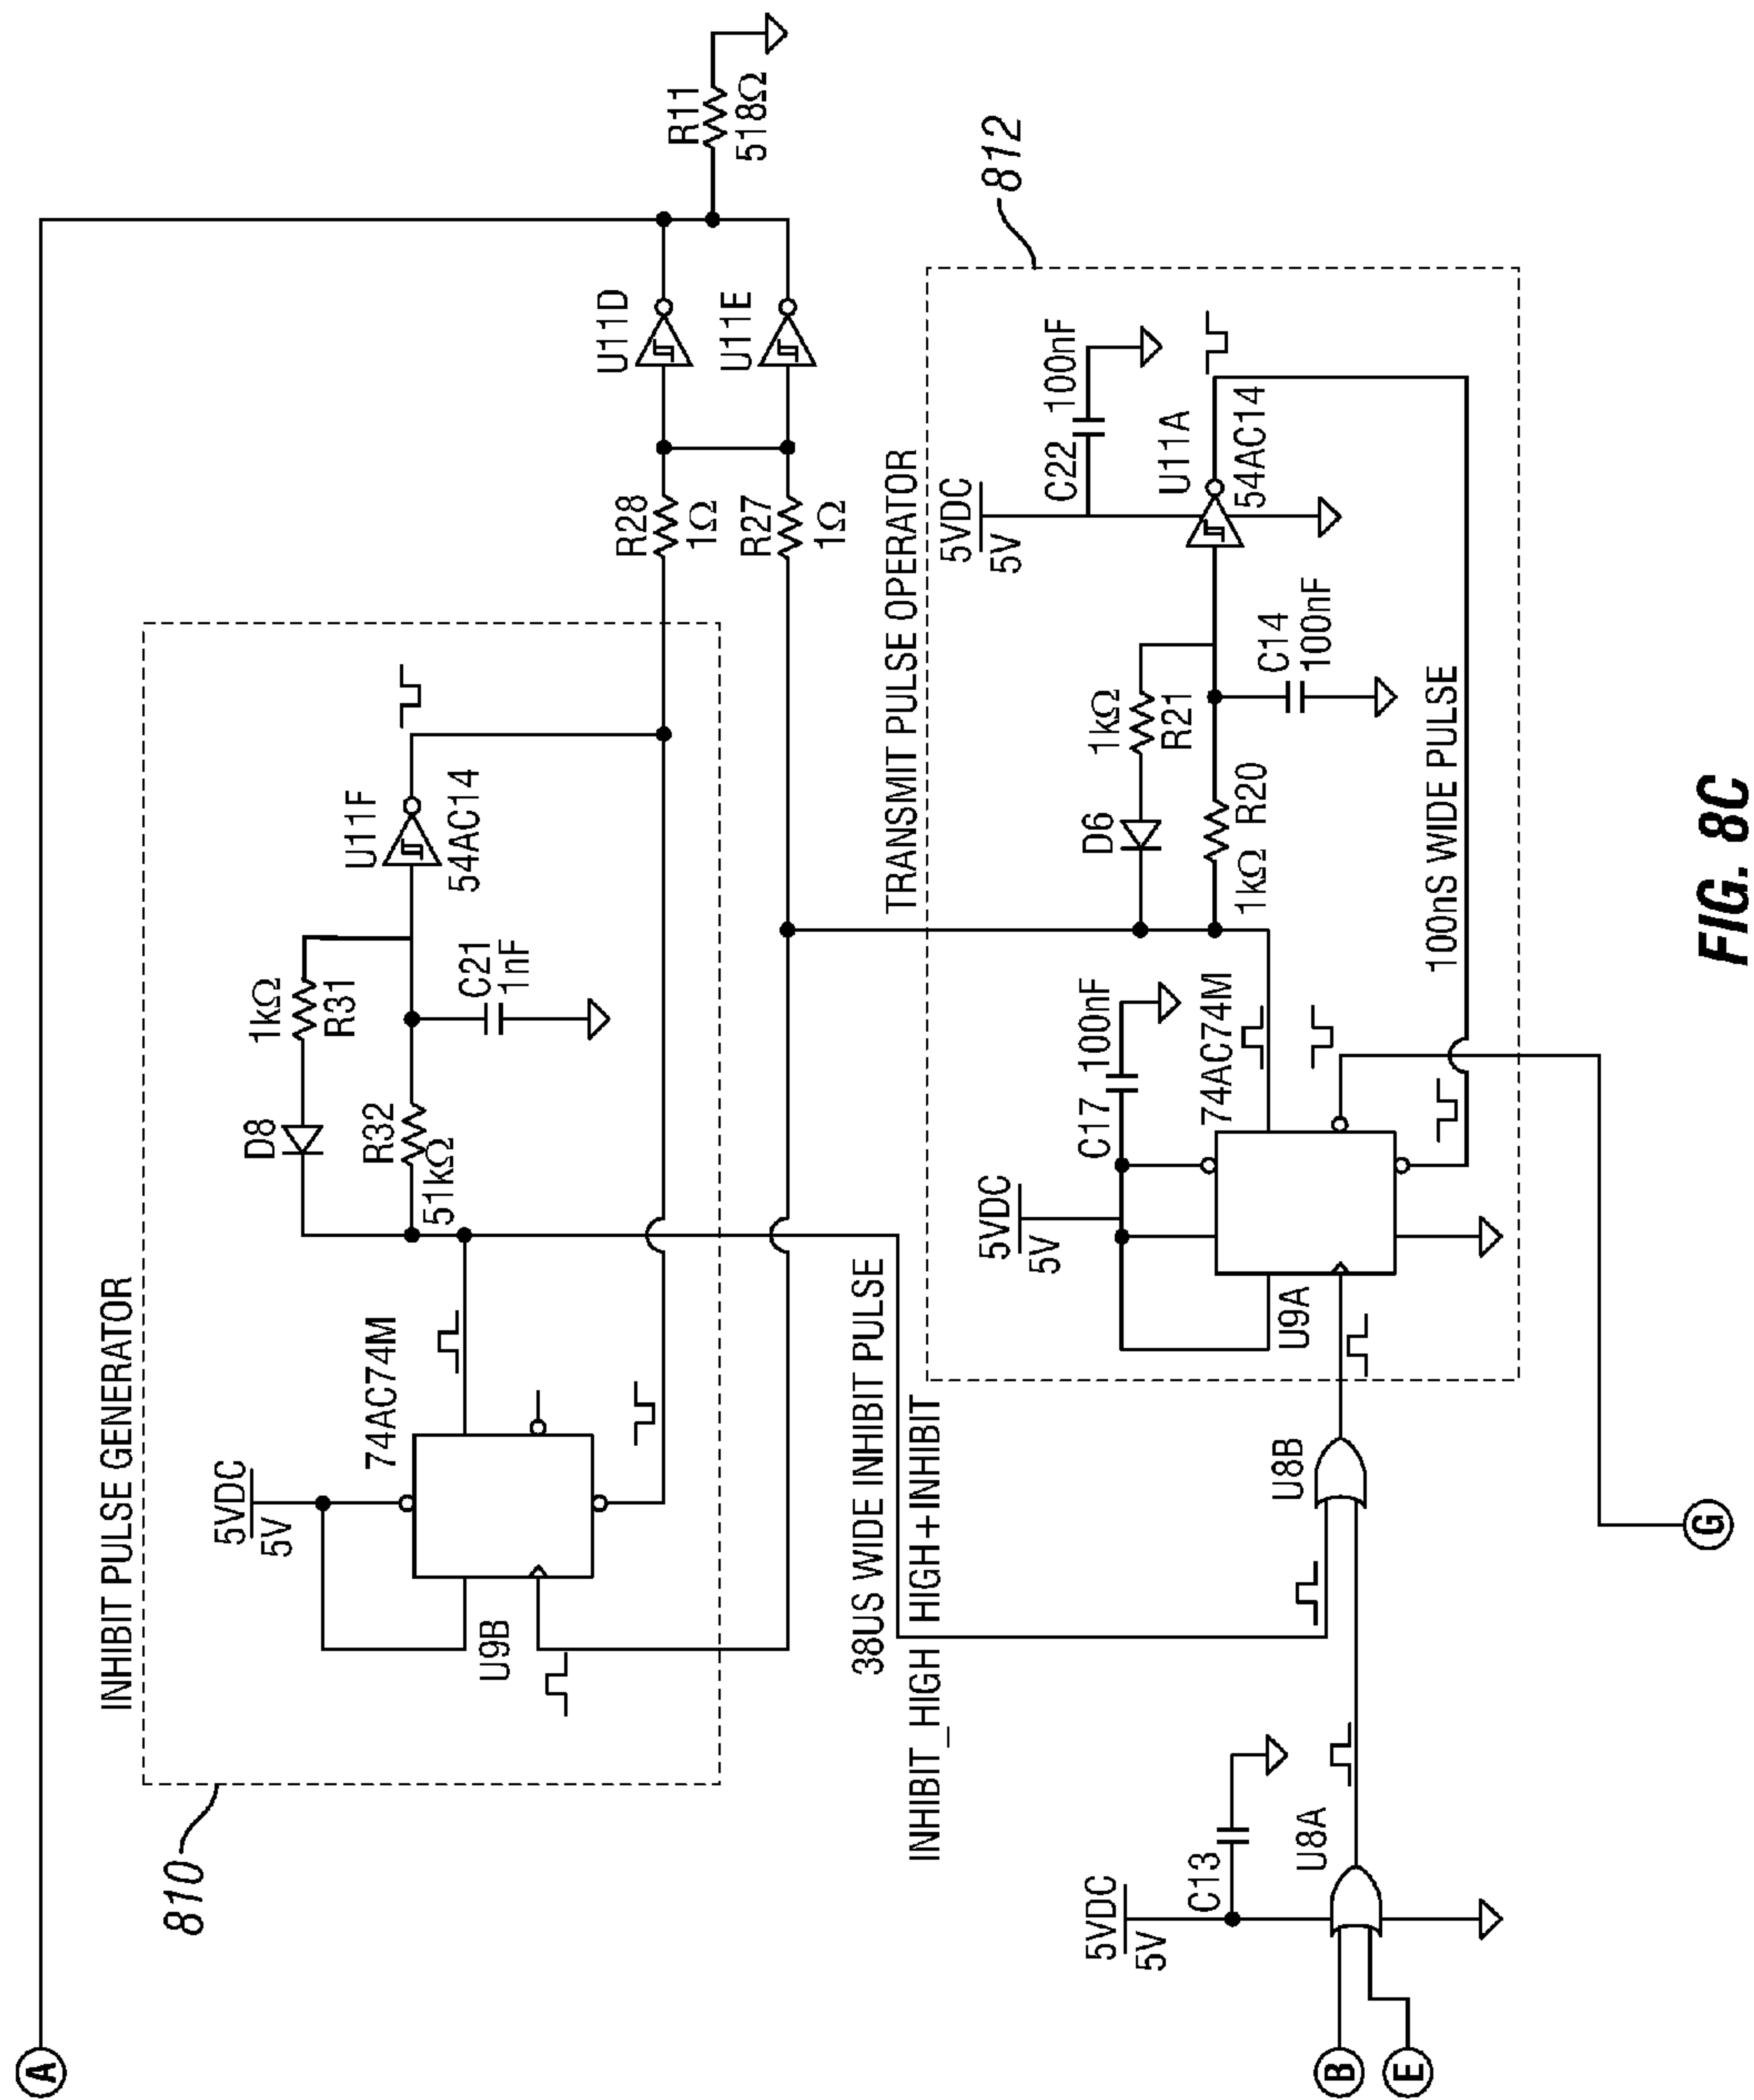 A
INHIBIT PULSE GENERATOR
810
5VDC
5V
74AC74M
U9B
D8
1kΩ
R31
R32
51kΩ
C21
1nF
U11F
54AC14
R28
1Ω
R27
1Ω
U11D
U11E
R11
518Ω
38US WIDE INHIBIT PULSE
INHIBIT_HIGH HIGH+INHIBIT
TRANSMIT PULSE OPERATOR
812
5VDC
5V
C13
U8A
B
E
U8B
5VDC
5V
C17 100nF
74AC74M
U9A
D6
1kΩ
R21
1kΩ R20
C14
100nF
5VDC
5V
C22 100nF
U11A
54AC14
100nS WIDE PULSE
G
FIG. 8C